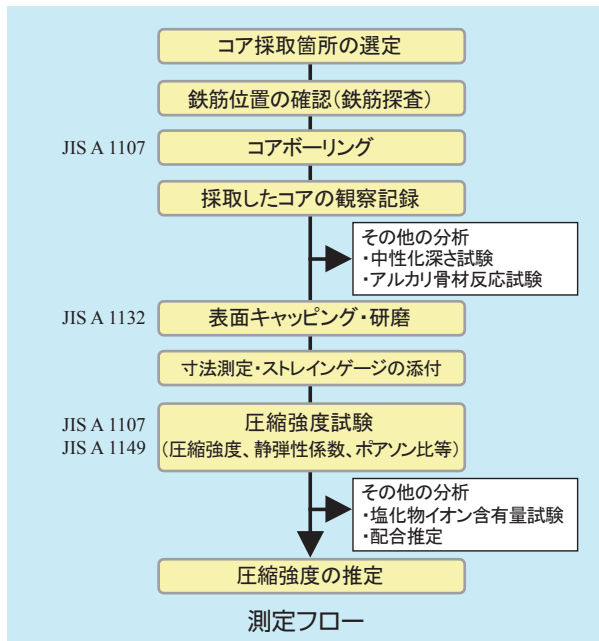 コア採取箇所の選定
鉄筋位置の確認(鉄筋探査)
JIS A 1107
コアボーリング
採取したコアの観察記録
その他の分析
・中性化深さ試験
・アルカリ骨材反応試験
JIS A 1132
表面キャッピング・研磨
寸法測定・ストレインゲージの添付
JIS A 1107
JIS A 1149
圧縮強度試験
(圧縮強度、静弾性係数、ポアソン比等)
その他の分析
・塩化物イオン含有量試験
・配合推定
圧縮強度の推定
測定フロー